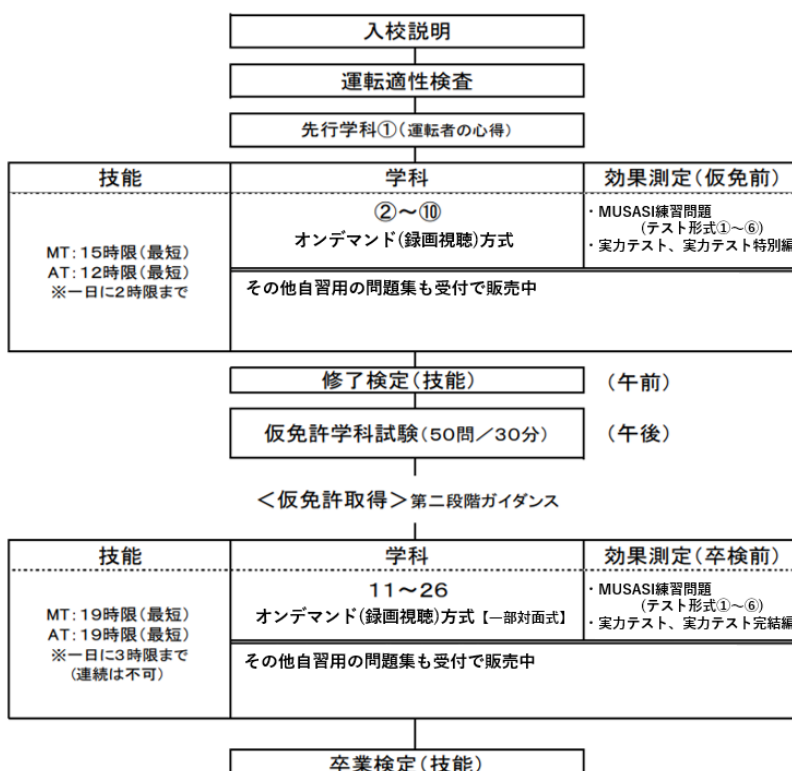 入校説明
運転適性検査
先行学科①(運転者の心得)
技能
学科
効果測定(仮免前)
MT:15時限(最短)
AT:12時限(最短)
※一日に2時限まで
②~⑩
オンデマンド(録画視聴)方式
・MUSASI練習問題
(テスト形式①~⑥)
・実力テスト、実力テスト特別編
その他自習用の問題集も受付で販売中
修了検定(技能)
(午前)
仮免許学科試験(50問/30分)
(午後)
<仮免許取得>第二段階ガイダンス
技能
学科
効果測定(卒検前)
MT:19時限(最短)
AT:19時限(最短)
※一日に3時限まで
(連続は不可)
11~26
オンデマンド(録画視聴)方式【一部対面式】
・MUSASI練習問題
(テスト形式①~⑥)
・実力テスト、実力テスト完結編
その他自習用の問題集も受付で販売中
卒業検定(技能)